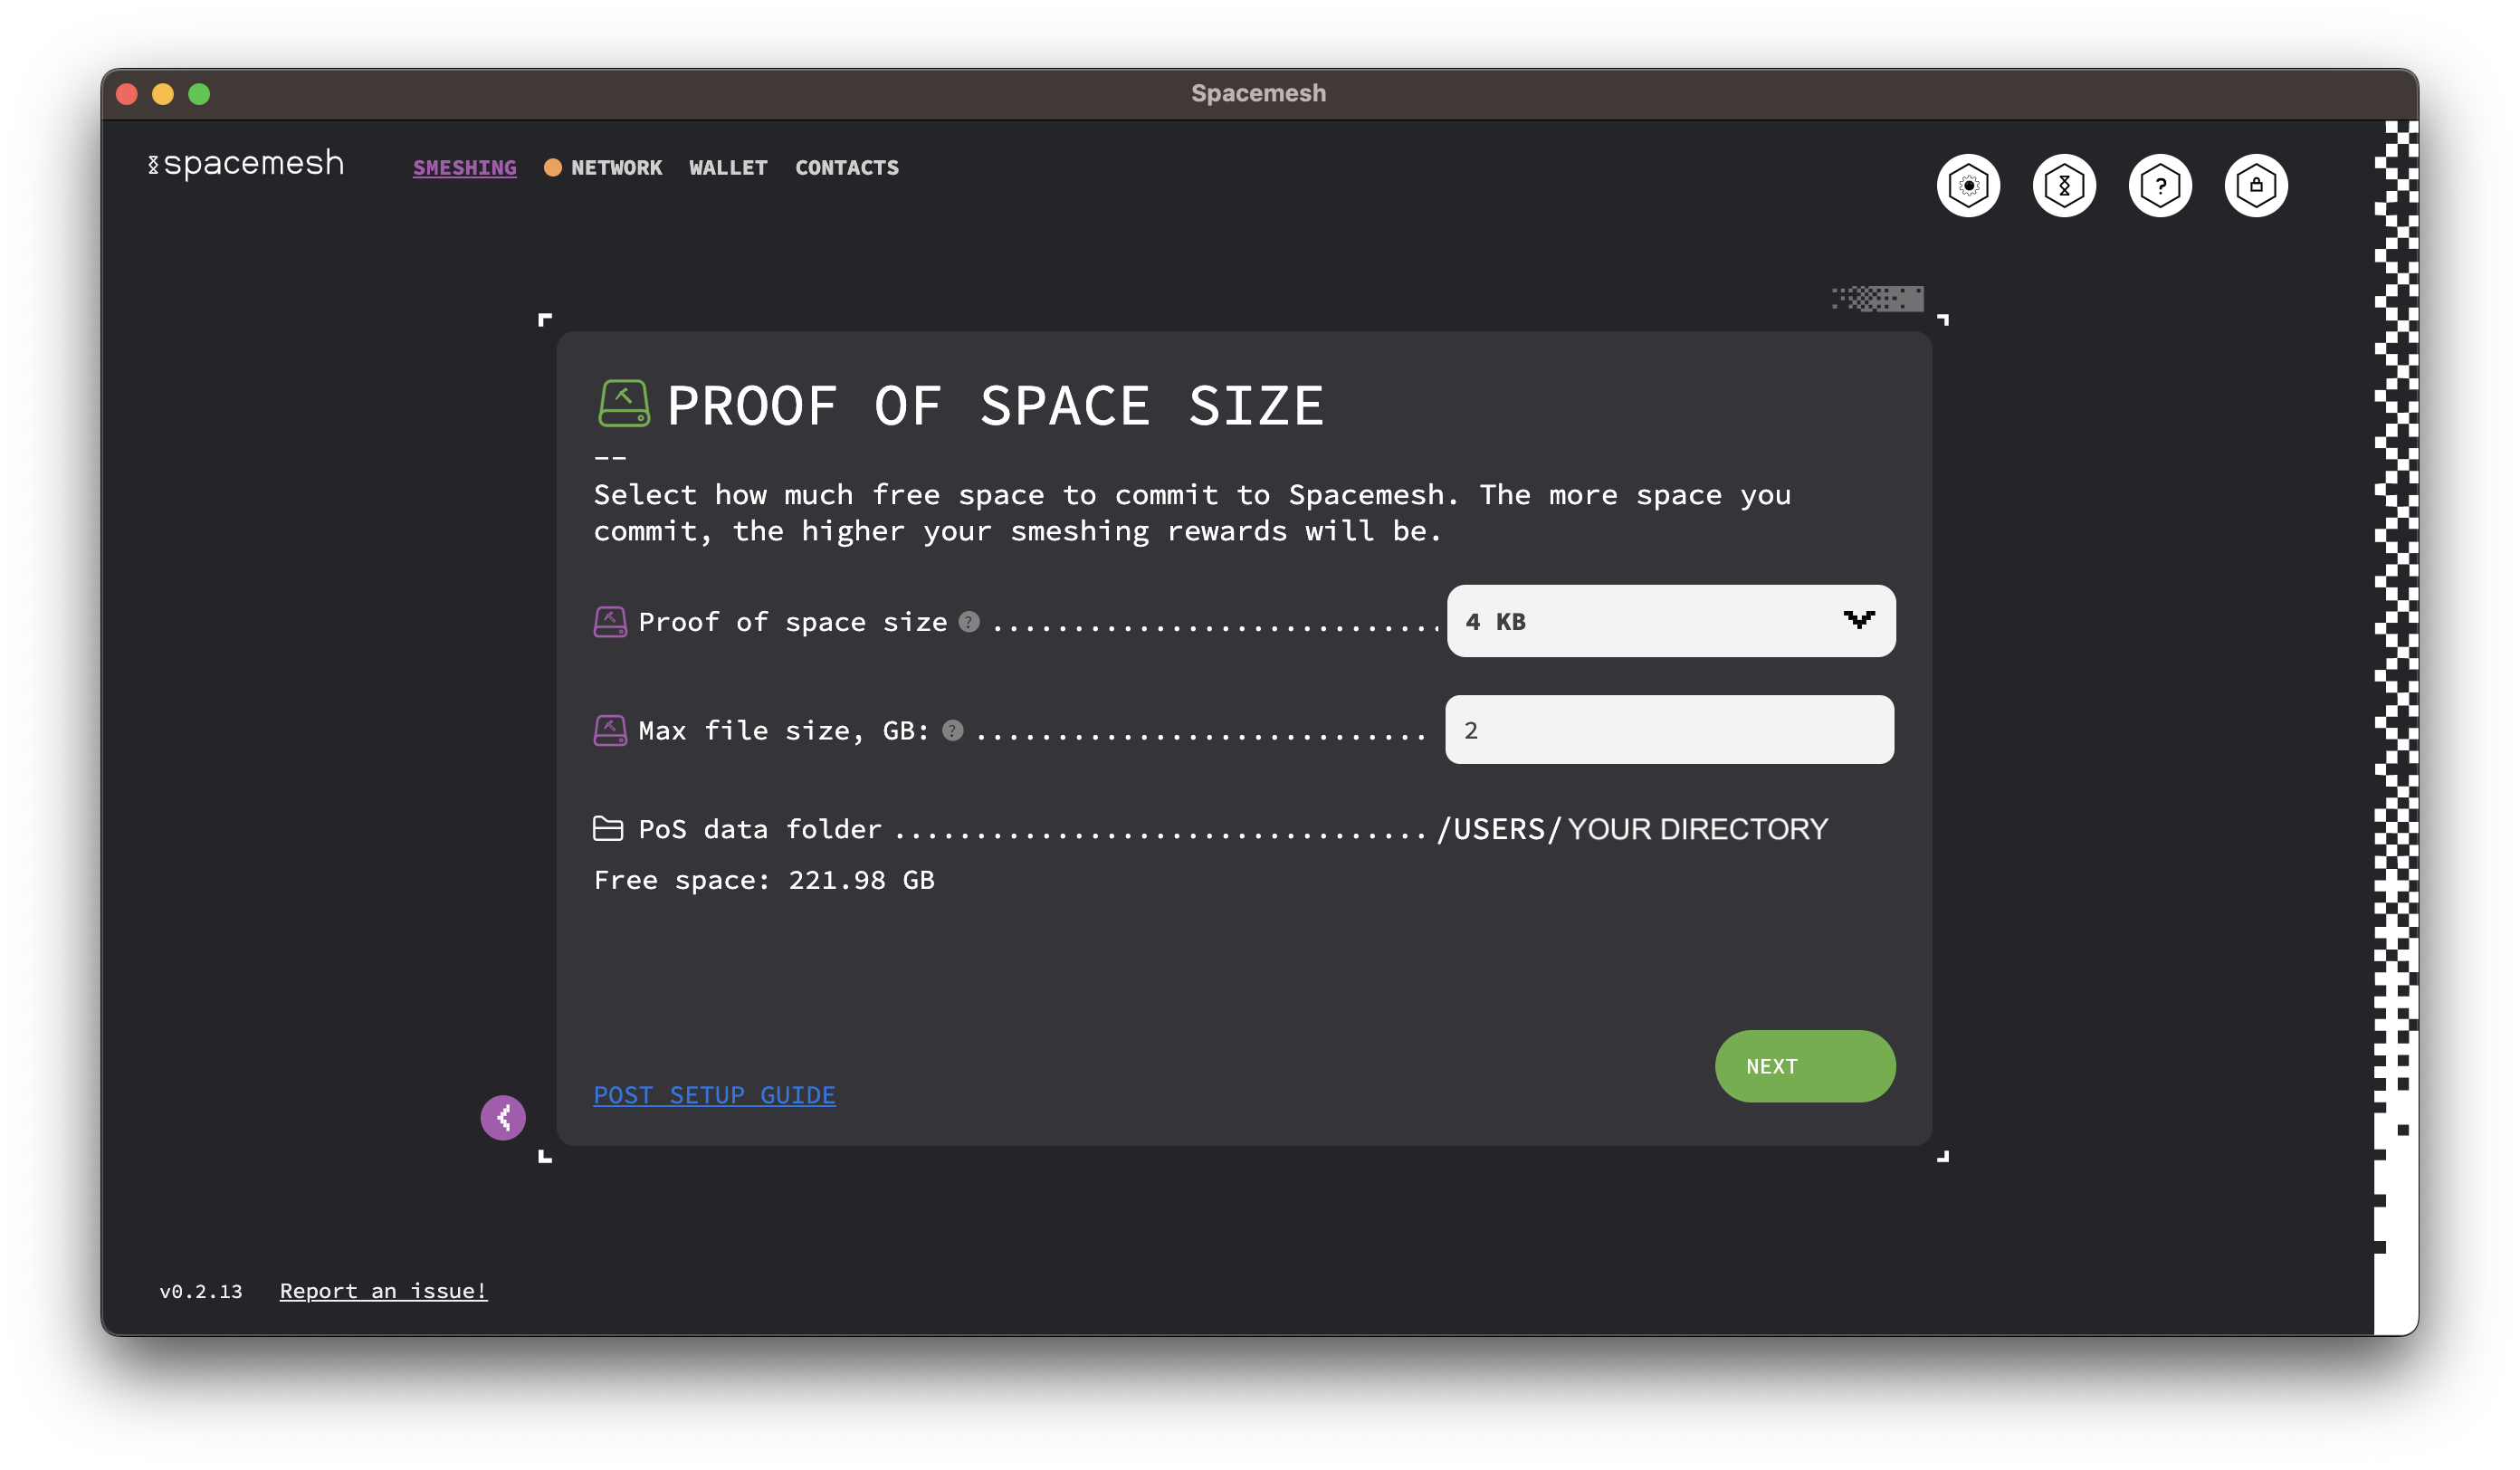 Spacemesh
spacemesh
SMESHING NETWORK WALLET CONTACTS
?
PROOF OF SPACE SIZE
--
Select how much free space to commit to Spacemesh. The more space you
commit, the higher your smeshing rewards will be.
Proof of space size ? ............................ 4 KB
Max file size, GB: ? ............................ 2
PoS data folder ................................. /USERS/YOUR DIRECTORY
Free space: 221.98 GB
NEXT
POST SETUP GUIDE
v0.2.13 Report an issue!